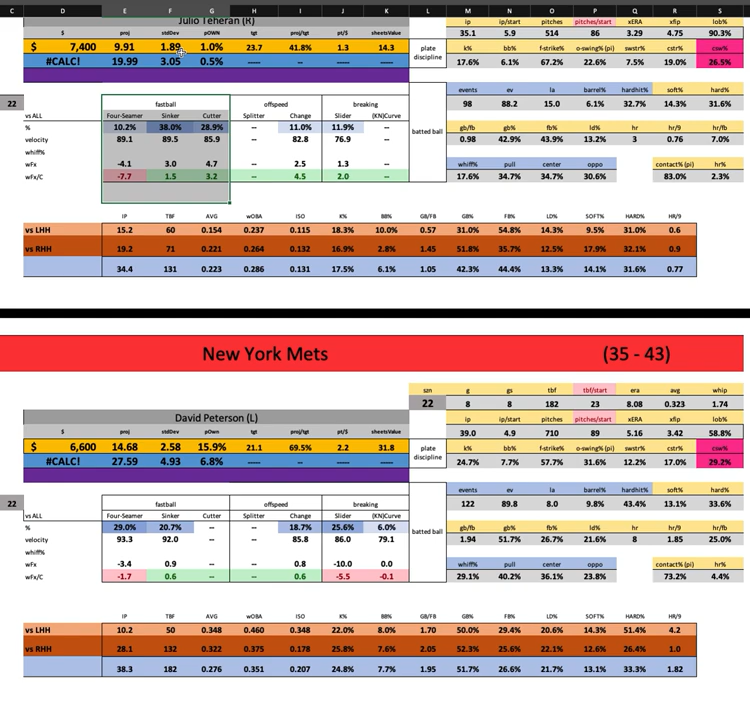 C D E F G H I J K L M N O P Q R S
Julio Teheran (R) ip ip/start pitches pitches/start xERA xfip lob%
35.1 5.9 514 86 3.29 4.75 90.3%
$ proj stdDev pOWN tgt proj/tgt pt/$ sheetsValue
$ 7,400 9.91 1.89 1.0% 23.7 41.8% 1.3 14.3 plate discipline k% bb% f-strike% o-swing% (pi) swstr% cstr% csw%
#CALC! 19.99 3.05 0.5% -- -- -- ---- 17.6% 6.1% 67.2% 22.6% 7.5% 19.0% 26.5%
events ev la barrel% hardhit% soft% hard%
22 fastball offspeed breaking 98 88.2 15.0 6.1% 32.7% 14.3% 31.6%
vs ALL Four-Seamer Sinker Cutter Splitter Change Slider (KN)Curve
% 10.2% 38.0% 28.9% -- 11.0% 11.9% -- batted ball gb/fb gb% fb% ld% hr hr/9 hr/fb
velocity 89.1 89.5 85.9 -- 82.8 76.9 -- 0.98 42.9% 43.9% 13.2% 3 0.76 7.0%
whiff%
wFx -4.1 3.0 4.7 -- 2.5 1.3 -- whiff% pull center oppo contact% (pi) hr%
wFx/C -7.7 1.5 3.2 -- 4.5 2.0 -- 17.6% 34.7% 34.7% 30.6% 83.0% 2.3%
IP TBF AVG wOBA ISO K% BB% GB/FB GB% FB% LD% SOFT% HARD% HR/9
vs LHH 15.2 60 0.154 0.237 0.115 18.3% 10.0% 0.57 31.0% 54.8% 14.3% 9.5% 31.0% 0.6
vs RHH 19.2 71 0.221 0.264 0.132 16.9% 2.8% 1.45 51.8% 35.7% 12.5% 17.9% 32.1% 0.9
34.4 131 0.223 0.286 0.131 17.5% 6.1% 1.05 42.3% 44.4% 13.3% 14.1% 31.6% 0.77
New York Mets (35 - 43)
szn g gs tbf tbf/start era avg whip
22 8 8 182 23 8.08 0.323 1.74
David Peterson (L) ip ip/start pitches pitches/start xERA xfip lob%
$ proj stdDev pOwn tgt proj/tgt pt/$ sheetsValue 39.0 4.9 710 89 5.16 3.42 58.8%
$ 6,600 14.68 2.58 15.9% 21.1 69.5% 2.2 31.8 plate discipline k% bb% f-strike% o-swing% (pi) swstr% cstr% csw%
#CALC! 27.59 4.93 6.8% -- -- -- ---- 24.7% 7.7% 57.7% 31.6% 12.2% 17.0% 29.2%
events ev la barrel% hardhit% soft% hard%
22 fastball offspeed breaking 122 89.8 8.0 9.8% 43.4% 13.1% 33.6%
vs ALL Four-Seamer Sinker Cutter Splitter Change Slider (KN)Curve
% 29.0% 20.7% -- -- 18.7% 25.6% 6.0% batted ball gb/fb gb% fb% ld% hr hr/9 hr/fb
velocity 93.3 92.0 -- -- 85.8 86.0 79.1 1.94 51.7% 26.7% 21.6% 8 1.85 25.0%
whiff%
wFx -3.4 0.9 -- -- 0.8 -10.0 0.0 whiff% pull center oppo contact% (pi) hr%
wFx/C -1.7 0.6 -- -- 0.6 -5.5 -0.1 29.1% 40.2% 36.1% 23.8% 73.2% 4.4%
IP TBF AVG wOBA ISO K% BB% GB/FB GB% FB% LD% SOFT% HARD% HR/9
vs LHH 10.2 50 0.348 0.460 0.348 22.0% 8.0% 1.70 50.0% 29.4% 20.6% 14.3% 51.4% 4.2
vs RHH 28.1 132 0.322 0.375 0.178 25.8% 7.6% 2.05 52.3% 25.6% 22.1% 12.6% 26.4% 1.0
38.3 182 0.276 0.351 0.207 24.8% 7.7% 1.95 51.7% 26.6% 21.7% 13.1% 33.3% 1.82